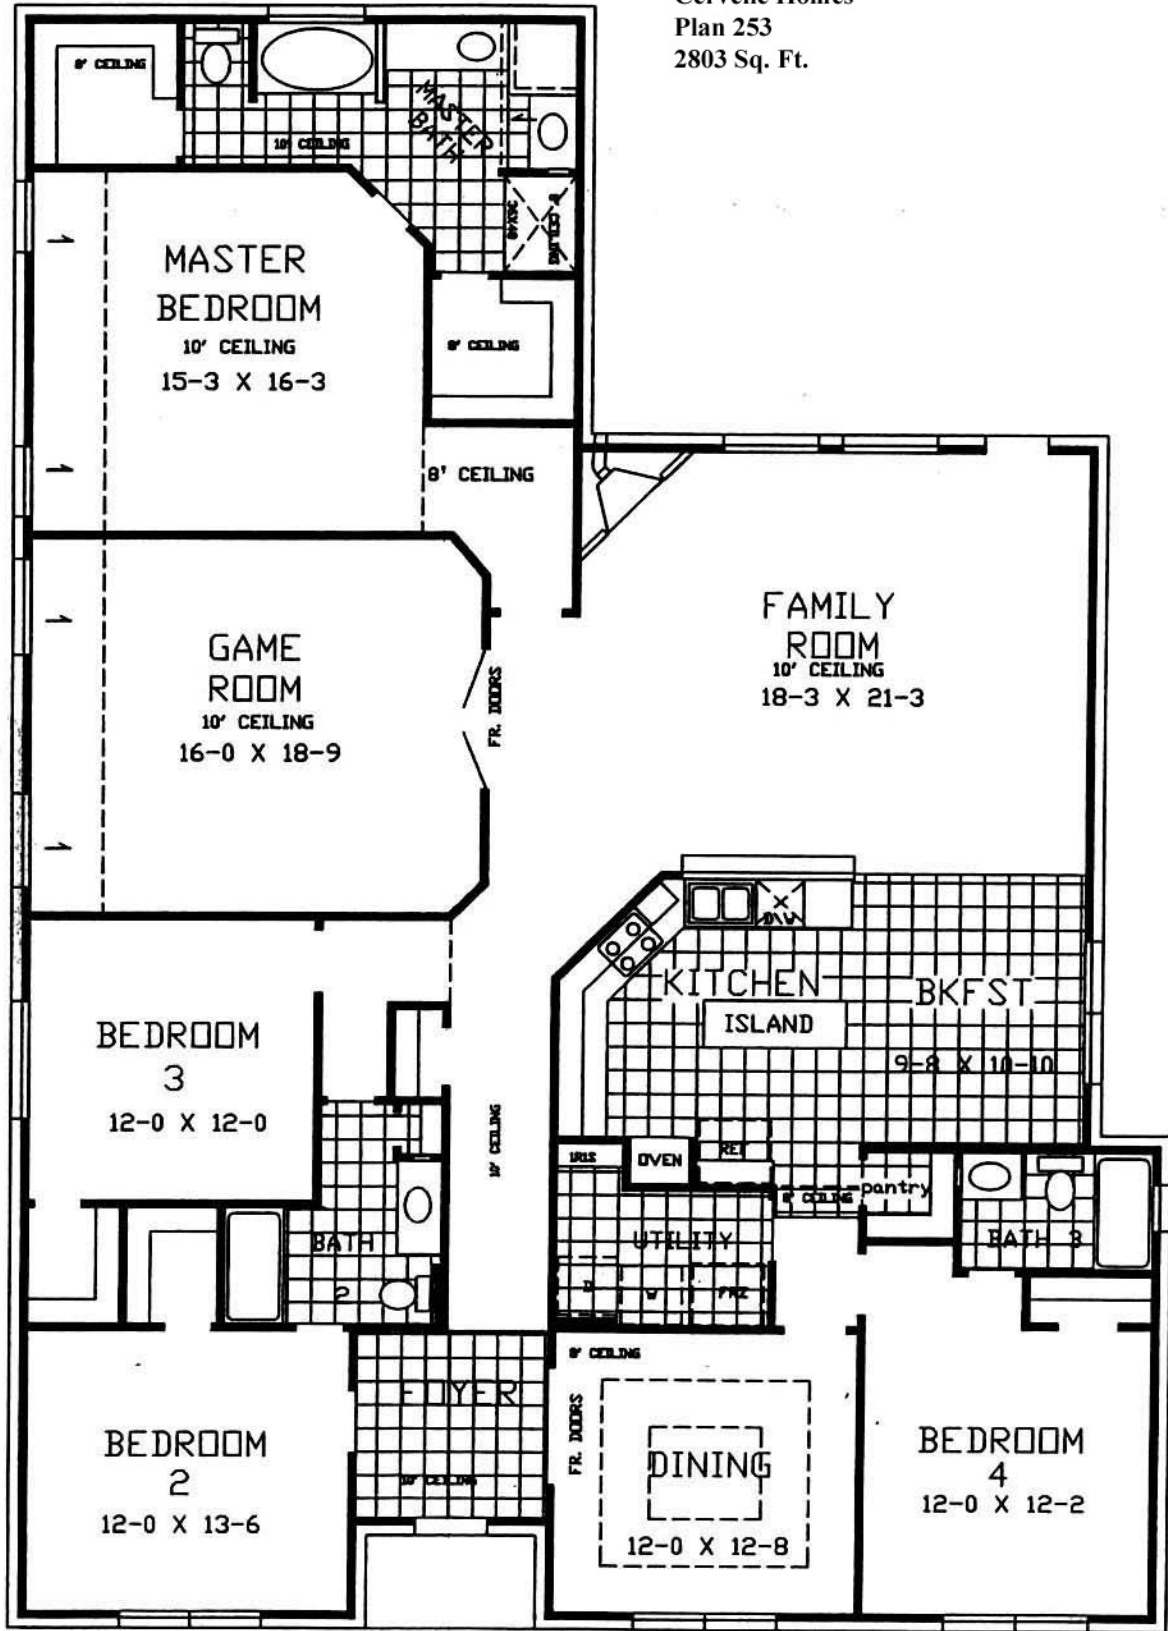 Plan 253
2803 Sq. Ft.
8' CEILING
MASTER
BATH
10' CEILING
36X48
8' CEILING
MASTER
BEDROOM
10' CEILING
15-3 X 16-3
8' CEILING
8' CEILING
FAMILY
ROOM
10' CEILING
18-3 X 21-3
GAME
ROOM
10' CEILING
16-0 X 18-9
FR. DOORS
D\W
KITCHEN
ISLAND
BKFST
9-8 X 10-10
BEDROOM
3
12-0 X 12-0
10' CEILING
OVEN
REF
8' CEILING
pantry
UTILITY
D
W
FRZ
BATH 3
BATH
2
FOYER
10' CEILING
8' CEILING
FR. DOORS
DINING
12-0 X 12-8
BEDROOM
2
12-0 X 13-6
BEDROOM
4
12-0 X 12-2